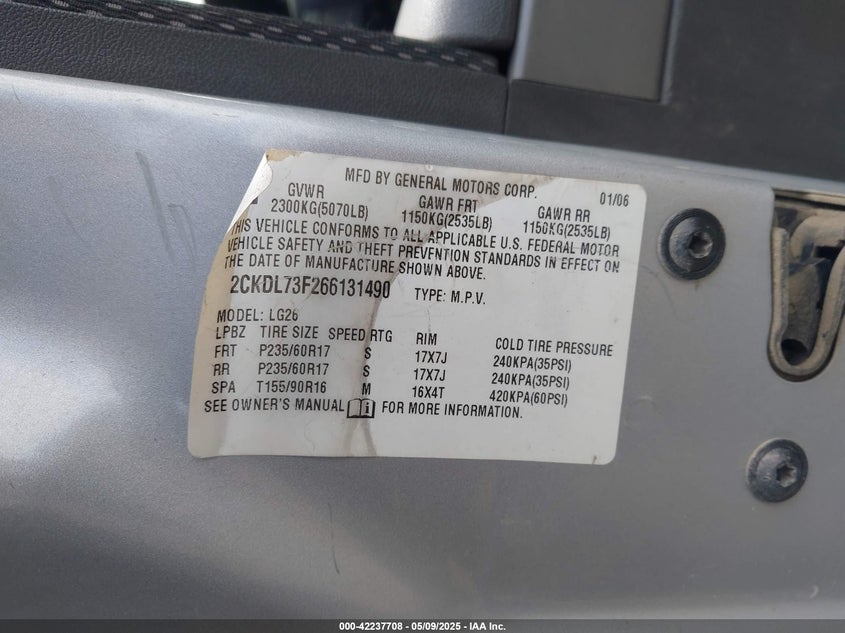 MFD BY GENERAL MOTORS CORP. 01/06
GVWR GAWR FRT GAWR RR
2300KG(5070LB) 1150KG(2535LB) 1150KG(2535LB)
THIS VEHICLE CONFORMS TO ALL APPLICABLE U.S. FEDERAL MOTOR
VEHICLE SAFETY AND THEFT PREVENTION STANDARDS IN EFFECT ON
THE DATE OF MANUFACTURE SHOWN ABOVE.
2CKDL73F266131490 TYPE: M.P.V.
MODEL: LG26
LPBZ TIRE SIZE SPEED RTG RIM COLD TIRE PRESSURE
FRT P235/60R17 S 17X7J 240KPA(35PSI)
RR P235/60R17 S 17X7J 240KPA(35PSI)
SPA T155/90R16 M 16X4T 420KPA(60PSI)
SEE OWNER'S MANUAL FOR MORE INFORMATION.
000-42237708 - 05/09/2025 - IAA Inc.